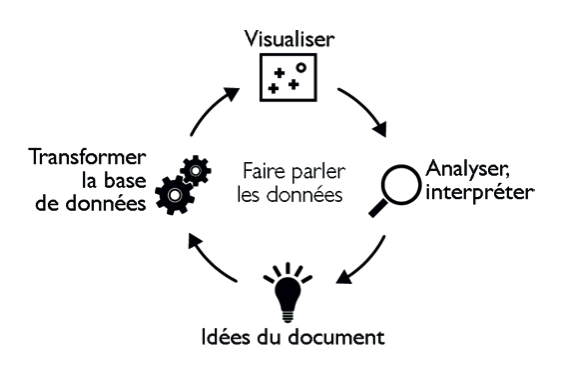 Visualiser
Transformer
la base
de données
Faire parler
les données
Analyser,
interpréter
Idées du document